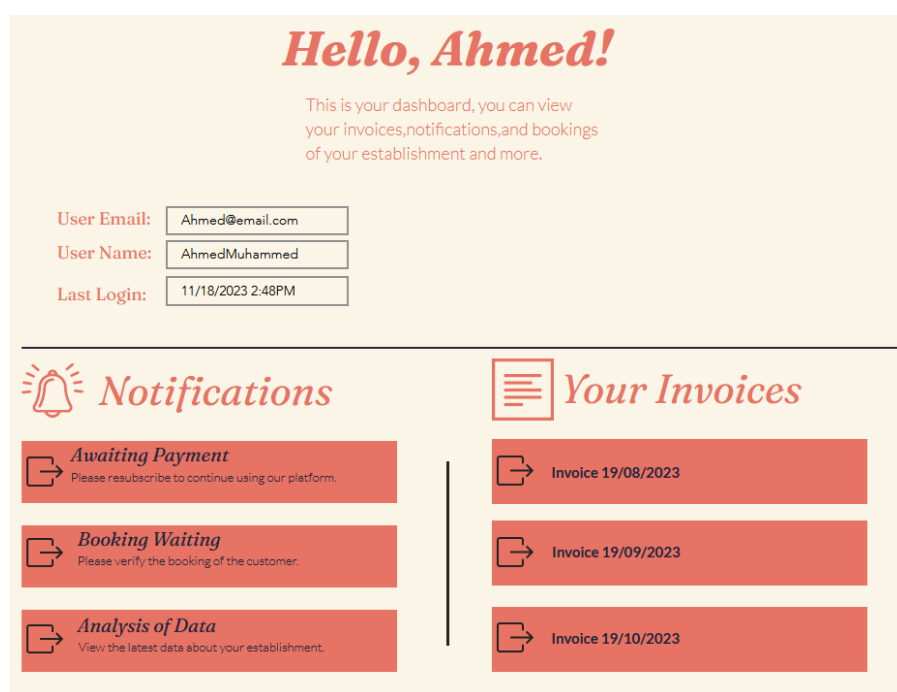 Hello, Ahmed!
This is your dashboard, you can view
your invoices,notifications,and bookings
of your establishment and more.
User Email: Ahmed@email.com
User Name: AhmedMuhammed
Last Login: 11/18/2023 2:48PM
Notifications
Awaiting Payment
Please resubscribe to continue using our platform.
Booking Waiting
Please verify the booking of the customer.
Analysis of Data
View the latest data about your establishment.
Your Invoices
Invoice 19/08/2023
Invoice 19/09/2023
Invoice 19/10/2023